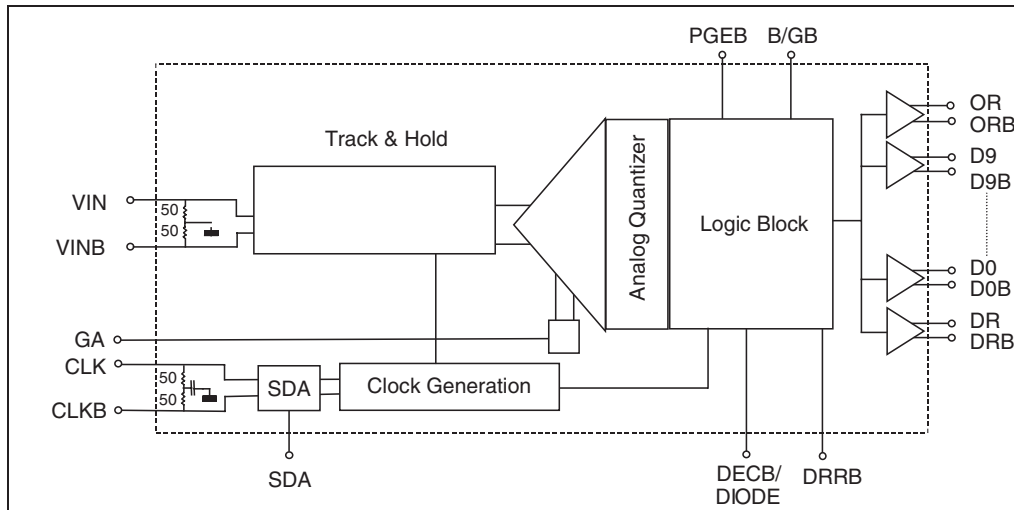 PGEB B/GB
OR
ORB
Track & Hold
D9
D9B
VIN
50
50
VINB
Analog Quantizer
Logic Block
D0
D0B
GA
DR
DRB
CLK
50
50
CLKB
SDA
Clock Generation
SDA
DECB/
DIODE
DRRB